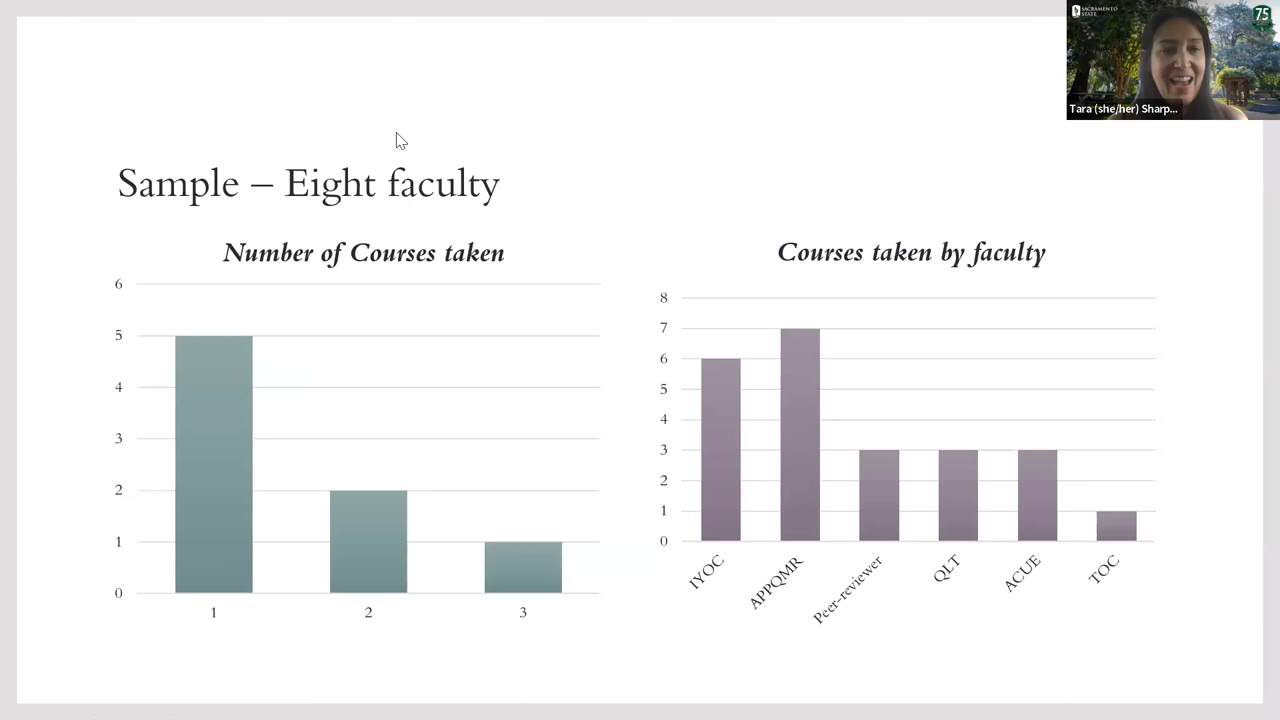 SACRAMENTO
STATE
75
Tara (she/her) Sharp...
Sample – Eight faculty
Number of Courses taken
6
5
4
3
2
1
0
1
2
3
Courses taken by faculty
8
7
6
5
4
3
2
1
0
IYOC
APPQMR
Peer-reviewer
QLT
ACUE
TOC